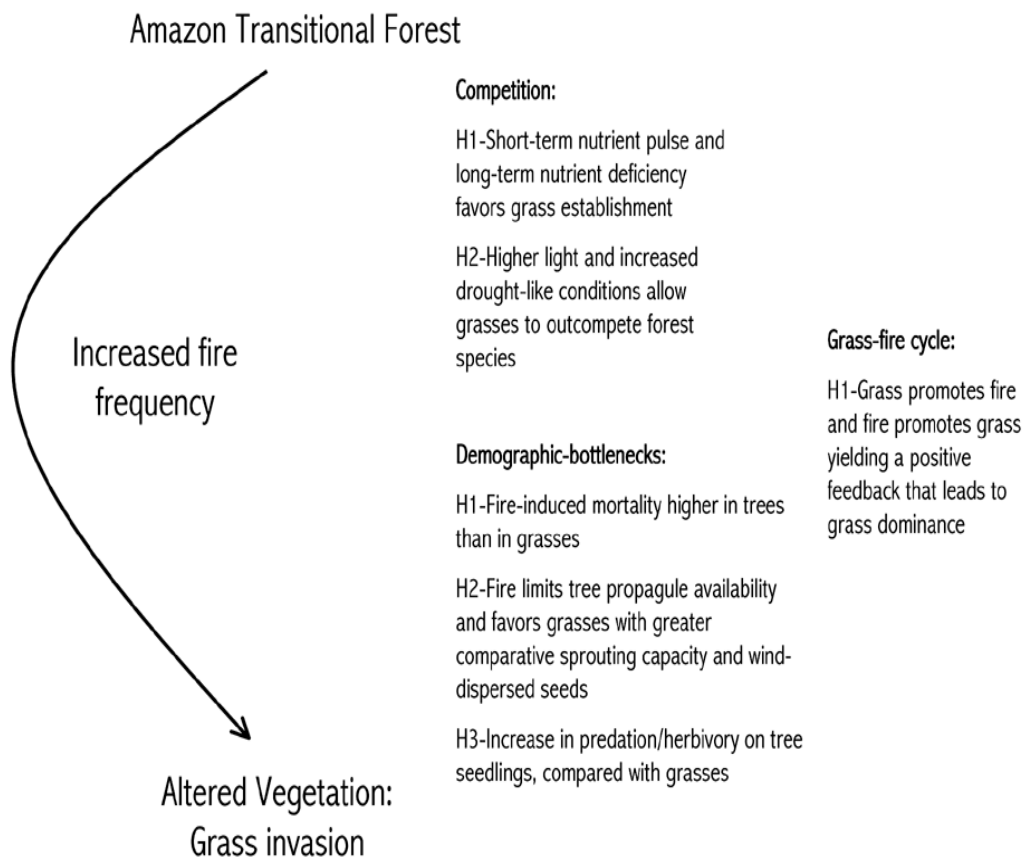 Amazon Transitional Forest
Increased fire
frequency
Altered Vegetation:
Grass invasion
Competition:
H1-Short-term nutrient pulse and
long-term nutrient deficiency
favors grass establishment
H2-Higher light and increased
drought-like conditions allow
grasses to outcompete forest
species
Demographic-bottlenecks:
H1-Fire-induced mortality higher in trees
than in grasses
H2-Fire limits tree propagule availability
and favors grasses with greater
comparative sprouting capacity and wind-
dispersed seeds
H3-Increase in predation/herbivory on tree
seedlings, compared with grasses
Grass-fire cycle:
H1-Grass promotes fire
and fire promotes grass
yielding a positive
feedback that leads to
grass dominance